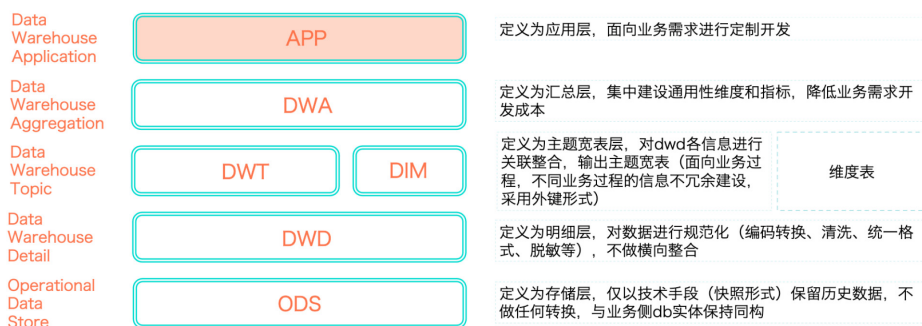 Data
Warehouse
Application
APP
定义为应用层，面向业务需求进行定制开发
Data
Warehouse
Aggregation
DWA
定义为汇总层，集中建设通用性维度和指标，降低业务需求开
发成本
Data
Warehouse
Topic
DWT
DIM
定义为主题宽表层，对dwd各信息进行
关联整合，输出主题宽表（面向业务过
程，不同业务过程的信息不冗余建设，
采用外键形式）
维度表
Data
Warehouse
Detail
DWD
定义为明细层，对数据进行规范化（编码转换、清洗、统一格
式、脱敏等），不做横向整合
Operational
Data
Store
ODS
定义为存储层，仅以技术手段（快照形式）保留历史数据，不
做任何转换，与业务侧db实体保持同构